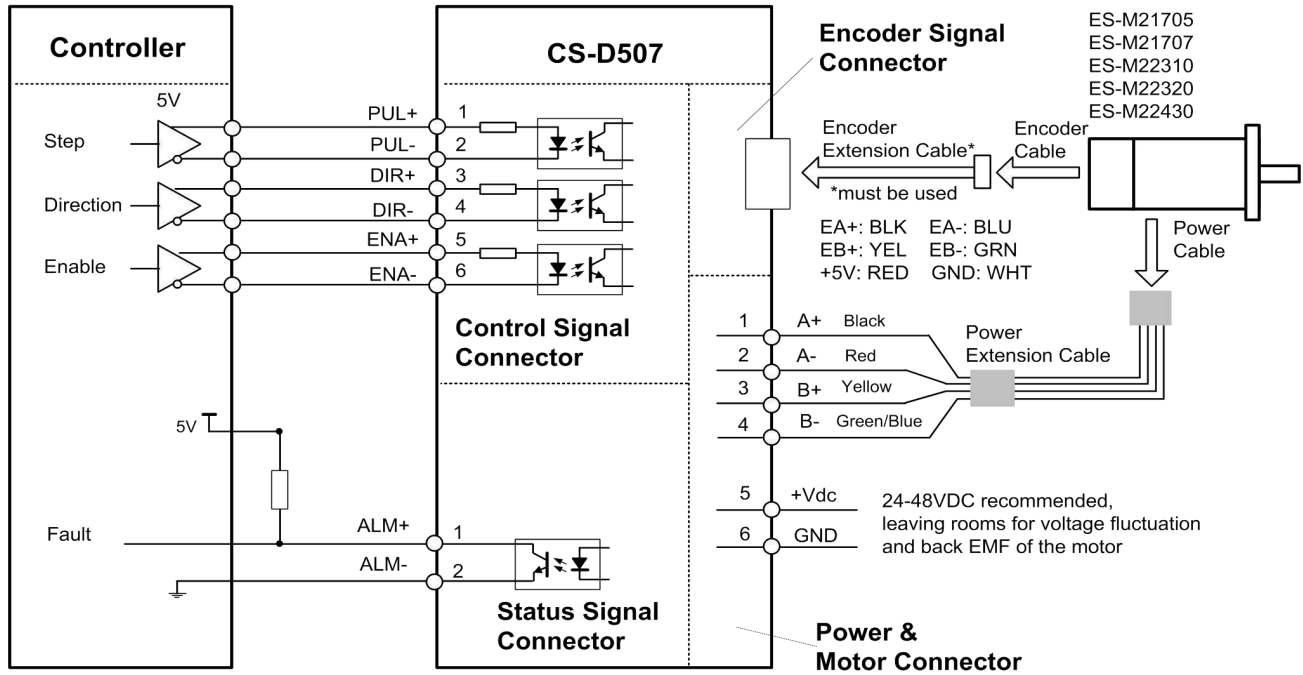 Controller
5V
Step
Direction
Enable
5V
Fault
PUL+
PUL-
DIR+
DIR-
ENA+
ENA-
ALM+
ALM-
CS-D507
1
2
3
4
5
6
Control Signal
Connector
1
2
Status Signal
Connector
Encoder Signal
Connector
ES-M21705
ES-M21707
ES-M22310
ES-M22320
ES-M22430
Encoder
Extension Cable*
*must be used
Encoder
Cable
EA+: BLK EA-: BLU
EB+: YEL EB-: GRN
+5V: RED GND: WHT
Power
Cable
1 A+ Black
2 A- Red
3 B+ Yellow
4 B- Green/Blue
Power
Extension Cable
5 +Vdc
6 GND
24-48VDC recommended,
leaving rooms for voltage fluctuation
and back EMF of the motor
Power &
Motor Connector